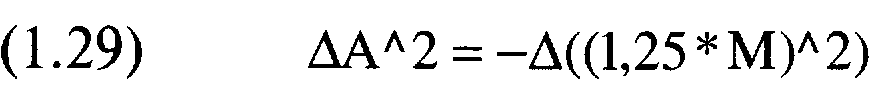 (1.29) ΔA^2 = −Δ((1,25*M)^2)